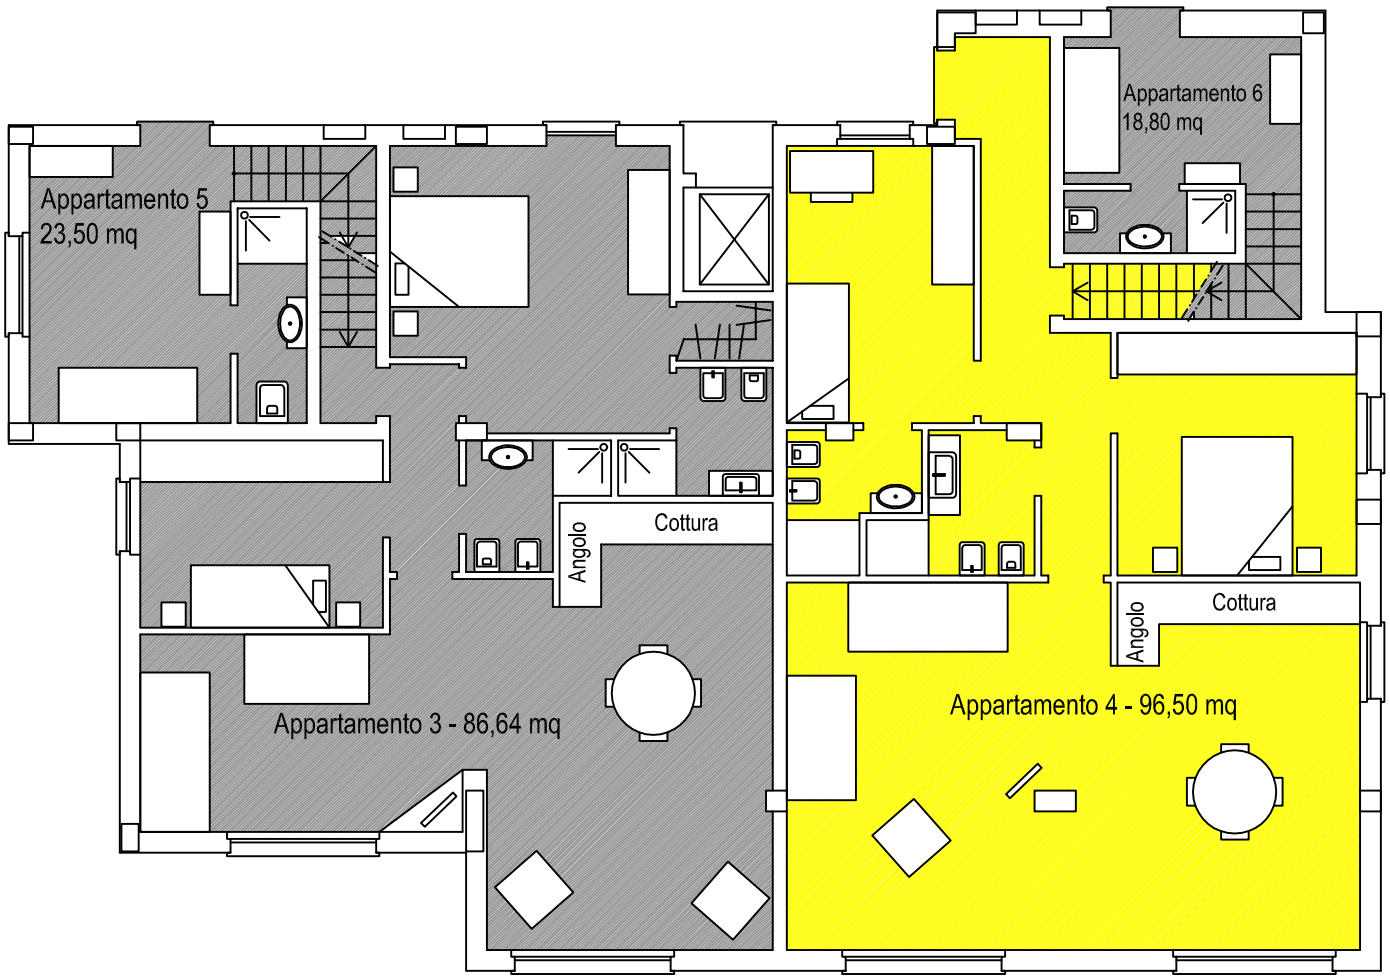 Appartamento 6
18,80 mq
Appartamento 5
23,50 mq
Cottura
Angolo
Cottura
Angolo
Appartamento 3 - 86,64 mq
Appartamento 4 - 96,50 mq